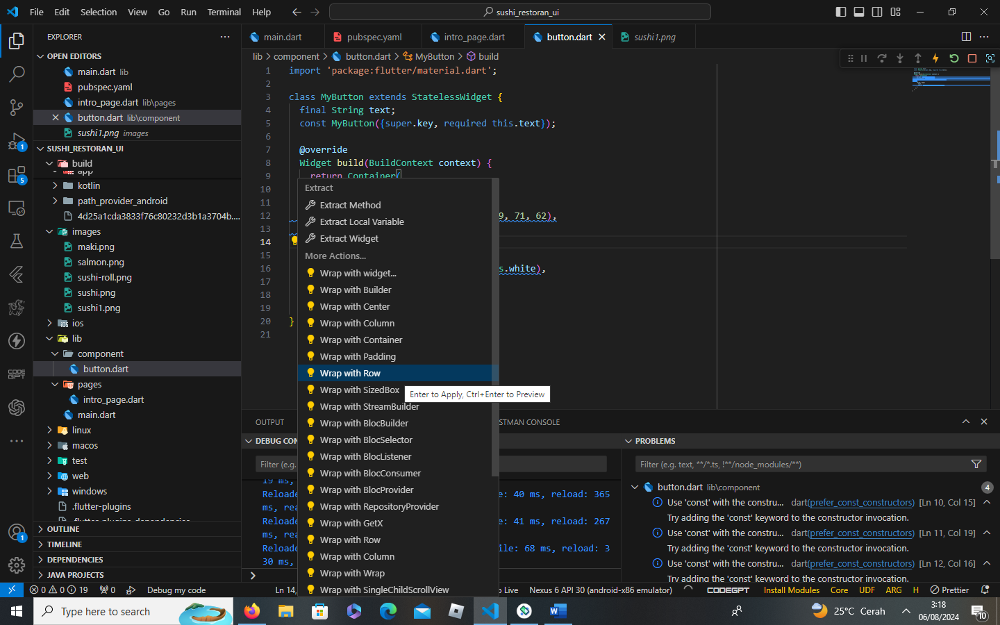 File Edit Selection View Go Run Terminal Help
sushi_restoran_ui
EXPLORER
OPEN EDITORS
main.dart lib
pubspec.yaml
intro_page.dart lib\pages
button.dart lib\component
sushi1.png images
SUSHI_RESTORAN_UI
build
app
kotlin
path_provider_android
4d25a1cda3833f76c80232d3b1a3704b....
images
maki.png
salmon.png
sushi-roll.png
sushi.png
sushi1.png
ios
lib
component
button.dart
pages
intro_page.dart
main.dart
linux
macos
test
web
windows
.flutter-plugins
.flutter-plugins-dependencies
OUTLINE
TIMELINE
DEPENDENCIES
JAVA PROJECTS
main.dart pubspec.yaml intro_page.dart button.dart sushi1.png
lib > component > button.dart > MyButton > build
1 import 'package:flutter/material.dart';
2
3 class MyButton extends StatelessWidget {
4 final String text;
5 const MyButton({super.key, required this.text});
6
7 @override
8 Widget build(BuildContext context) {
9 return Container(
10
11
12 9, 71, 62),
13
14
15
16 s.white),
17
18
19
20 }
21
Extract
Extract Method
Extract Local Variable
Extract Widget
More Actions...
Wrap with widget...
Wrap with Builder
Wrap with Center
Wrap with Column
Wrap with Container
Wrap with Padding
Wrap with Row
Wrap with SizedBox
Enter to Apply, Ctrl+Enter to Preview
Wrap with StreamBuilder
Wrap with BlocBuilder
Wrap with BlocSelector
Wrap with BlocListener
Wrap with BlocConsumer
Wrap with BlocProvider
Wrap with RepositoryProvider
Wrap with GetX
Wrap with Row
Wrap with Column
Wrap with Wrap
Wrap with SingleChildScrollView
OUTPUT STMAN CONSOLE
DEBUG CON
Filter (e.g.
19 ms,
Reloade e: 40 ms, reload: 365
ms, rea
Reloade e: 41 ms, reload: 267
ms, rea
Reloade ile: 68 ms, reload: 3
30 ms,
PROBLEMS
Filter (e.g. text, **/*.ts, !**/node_modules/**)
button.dart lib\component 4
Use 'const' with the constru... dart(prefer_const_constructors) [Ln 10, Col 15]
Try adding the 'const' keyword to the constructor invocation.
Use 'const' with the constru... dart(prefer_const_constructors) [Ln 11, Col 19]
Try adding the 'const' keyword to the constructor invocation.
Use 'const' with the constru... dart(prefer_const_constructors) [Ln 12, Col 16]
Try adding the 'const' keyword to the constructor invocation.
0 0 19 0 Debug my code Ln 14, o Live Nexus 6 API 30 (android-x86 emulator) CODEGPT Install Modules Core UDF ARG H Prettier
1
5
CODE GPT
1
Type here to search
25°C Cerah
3:18
06/08/2024
10